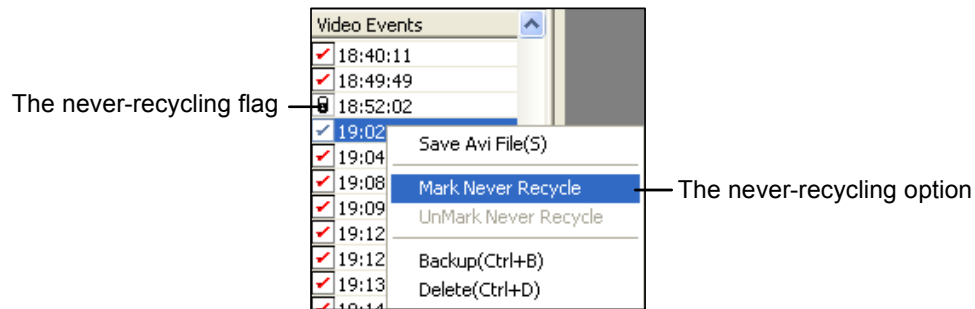 Video Events
18:40:11
18:49:49
The never-recycling flag
18:52:02
19:02
Save Avi File(S)
19:04
19:08
Mark Never Recycle
The never-recycling option
19:09
UnMark Never Recycle
19:12
19:12
Backup(Ctrl+B)
19:13
Delete(Ctrl+D)
19:14